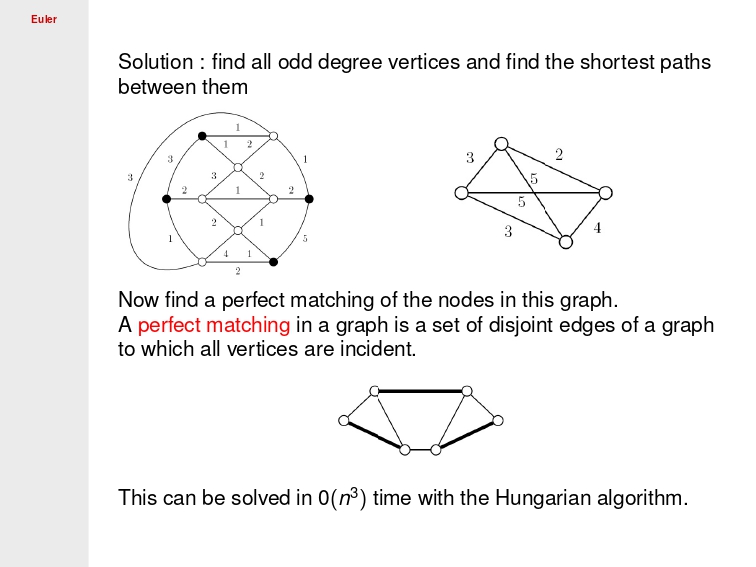 Euler
Solution : find all odd degree vertices and find the shortest paths
between them
1
1 2
3 3 1
3 2
2 1 2
2 1
1 5
4 1
2
3 2
5
5
3 4
Now find a perfect matching of the nodes in this graph.
A perfect matching in a graph is a set of disjoint edges of a graph
to which all vertices are incident.
This can be solved in 0(n³) time with the Hungarian algorithm.